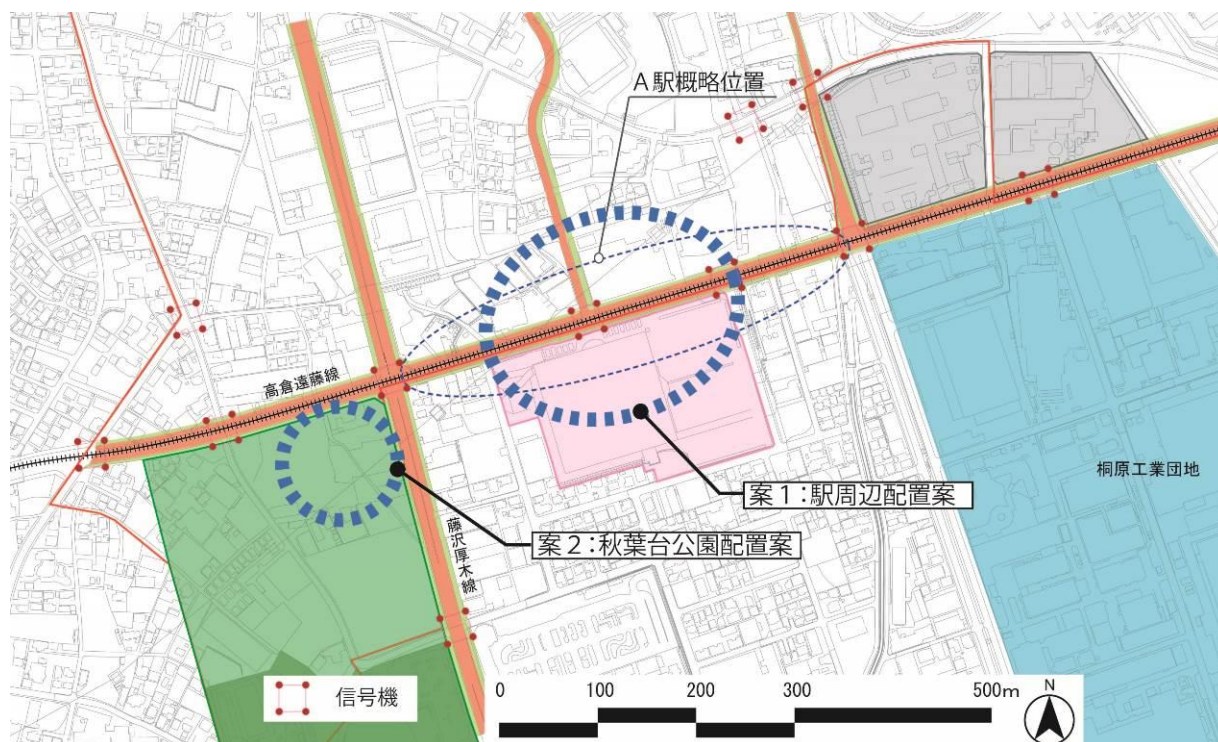 A駅概略位置
高倉遠藤線
桐原工業団地
案1:駅周辺配置案
案2:秋葉台公園配置案
藤沢厚木線
信号機
0 100 200 300 500m
N